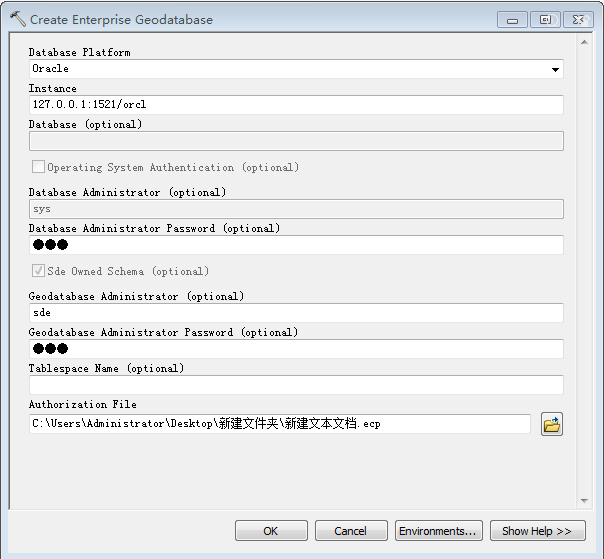 Create Enterprise Geodatabase
Database Platform
Oracle
Instance
127.0.0.1:1521/orcl
Database (optional)
Operating System Authentication (optional)
Database Administrator (optional)
sys
Database Administrator Password (optional)
●●●
Sde Owned Schema (optional)
Geodatabase Administrator (optional)
sde
Geodatabase Administrator Password (optional)
●●●
Tablespace Name (optional)
Authorization File
C:\Users\Administrator\Desktop\新建文件夹\新建文本文档.ecp
OK Cancel Environments... Show Help >>